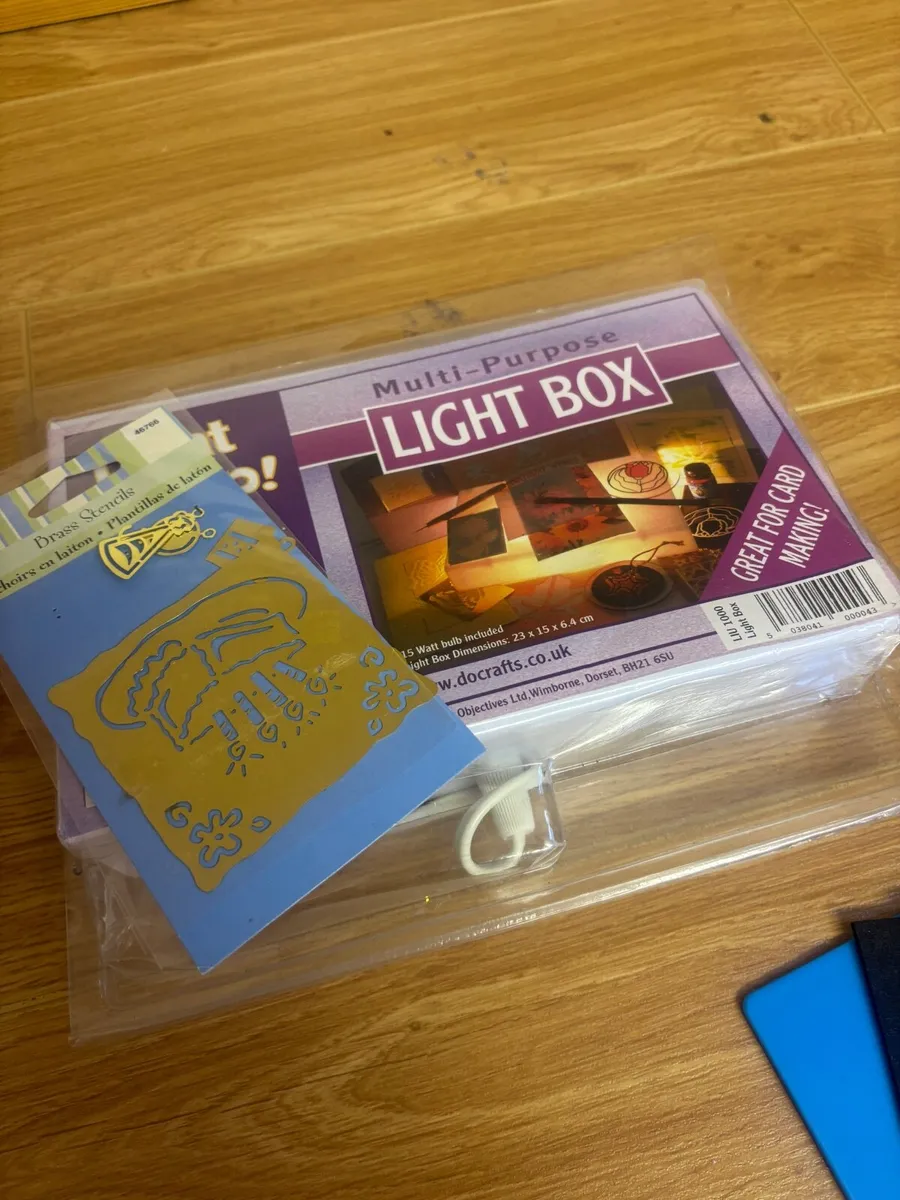 Multi-Purpose
LIGHT BOX
GREAT FOR CARD
MAKING!
15 Watt bulb included
Light Box Dimensions: 23 x 15 x 6.4 cm
w.docrafts.co.uk
Objectives Ltd, Wimborne, Dorset, BH21 6SU
LIU 1000
Light Box
5 038041 000043
46766
Brass Stencils
en laiton • Plantillas de latón